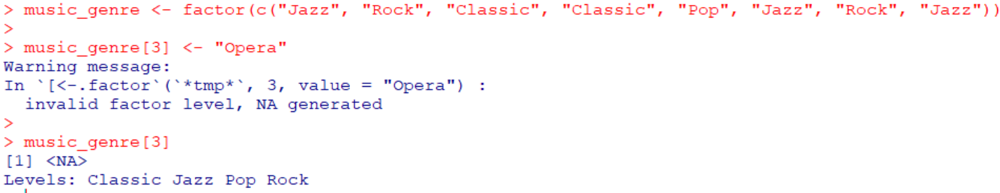 > music_genre <- factor(c("Jazz", "Rock", "Classic", "Classic", "Pop", "Jazz", "Rock", "Jazz"))
>
> music_genre[3] <- "Opera"
Warning message:
In `[<-.factor`(`*tmp*`, 3, value = "Opera") :
  invalid factor level, NA generated
>
> music_genre[3]
[1] <NA>
Levels: Classic Jazz Pop Rock